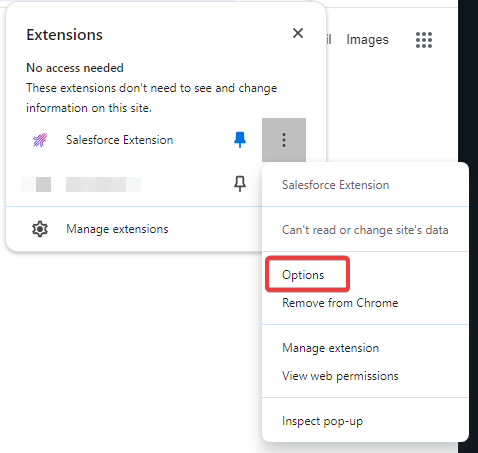 Extensions
Images
No access needed
These extensions don't need to see and change
information on this site.
Salesforce Extension
Manage extensions
Salesforce Extension
Can't read or change site's data
Options
Remove from Chrome
Manage extension
View web permissions
Inspect pop-up